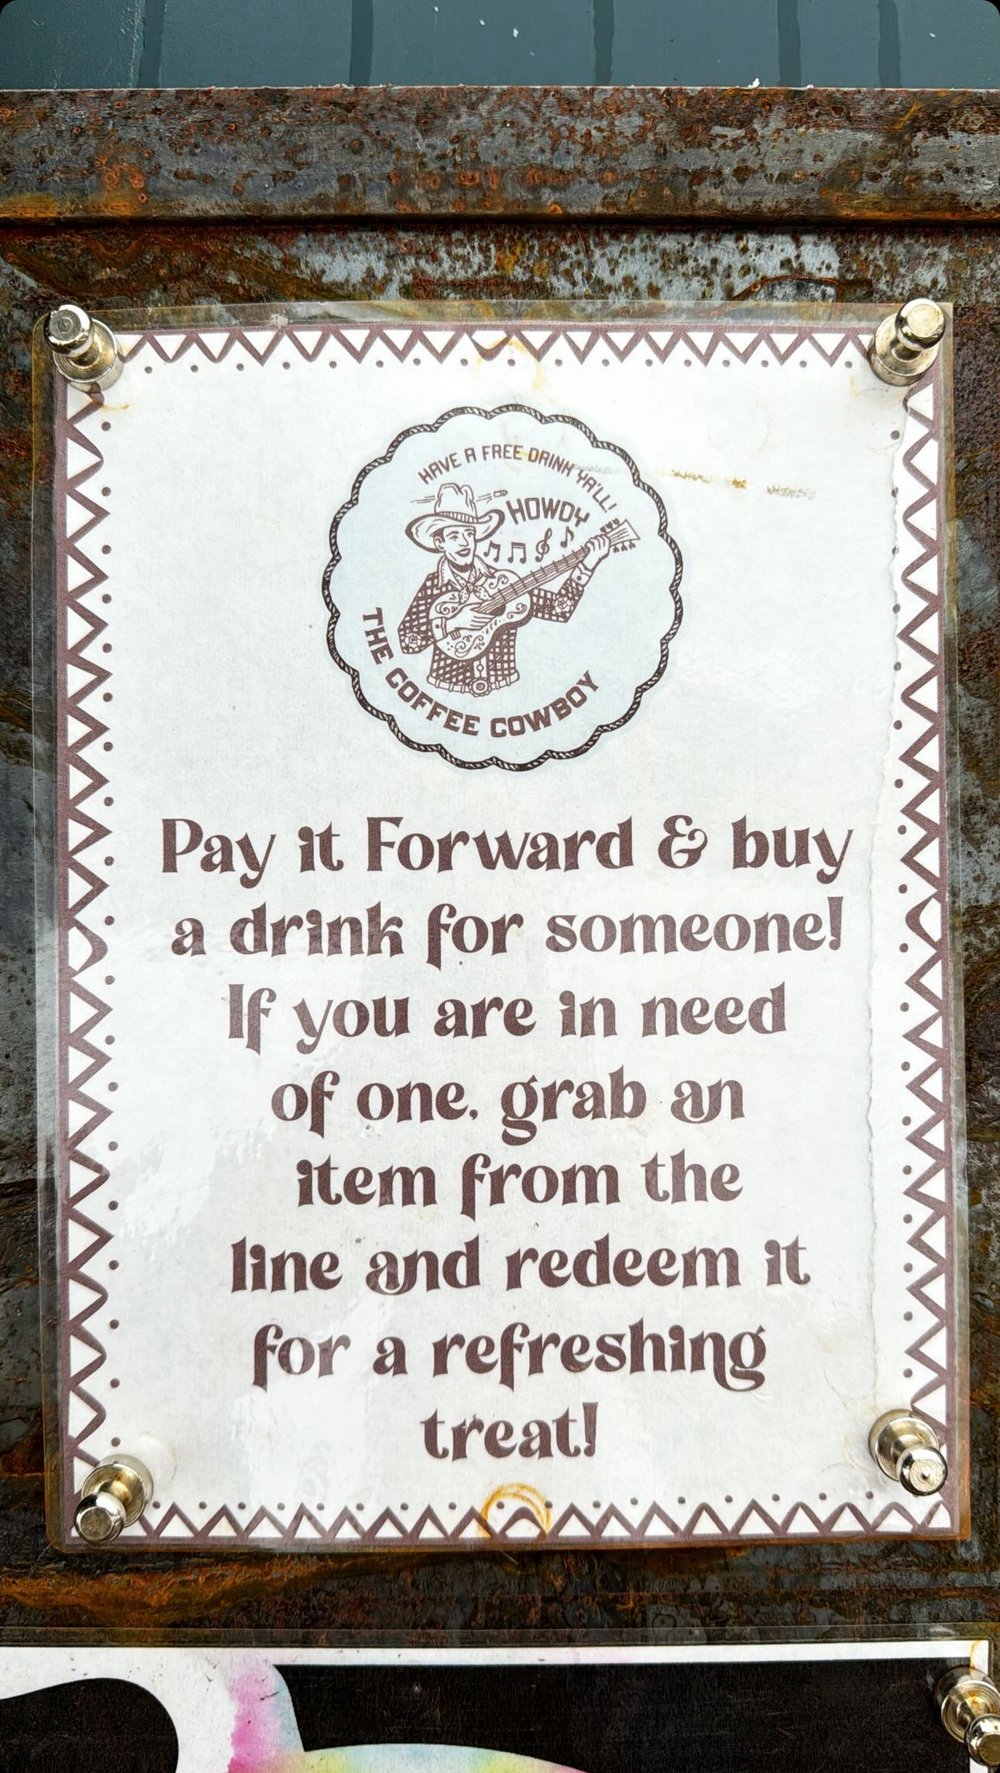 HAVE A FREE DRINK YA'LL!
HOWDY
THE COFFEE COWBOY
Pay it Forward & buy
a drink for someone!
If you are in need
of one, grab an
item from the
line and redeem it
for a refreshing
treat!